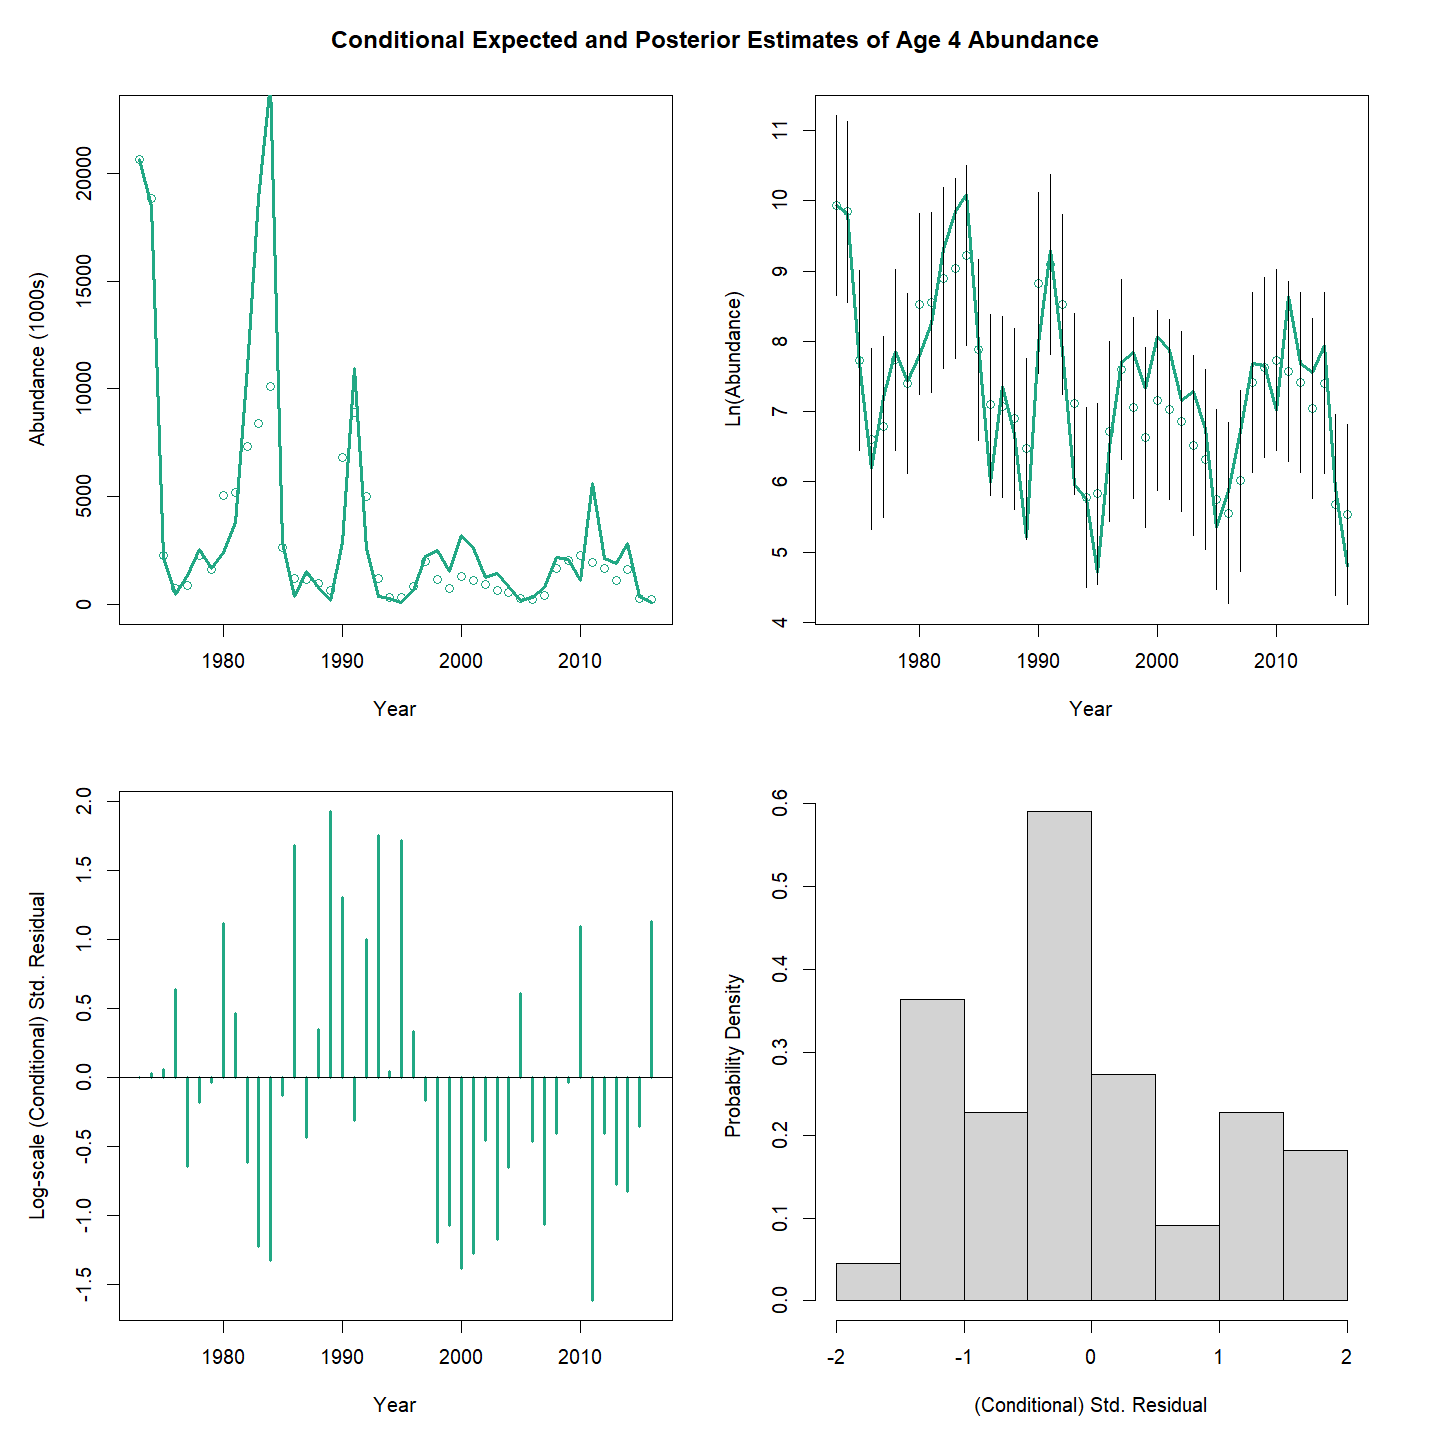 Conditional Expected and Posterior Estimates of Age 4 Abundance
Abundance (1000s)
20000
15000
10000
5000
0
1980 1990 2000 2010
Year
Ln(Abundance)
11
10
9
8
7
6
5
4
1980 1990 2000 2010
Year
Log-scale (Conditional) Std. Residual
2.0
1.5
1.0
0.5
0.0
-0.5
-1.0
-1.5
1980 1990 2000 2010
Year
Probability Density
0.6
0.5
0.4
0.3
0.2
0.1
0.0
-2 -1 0 1 2
(Conditional) Std. Residual